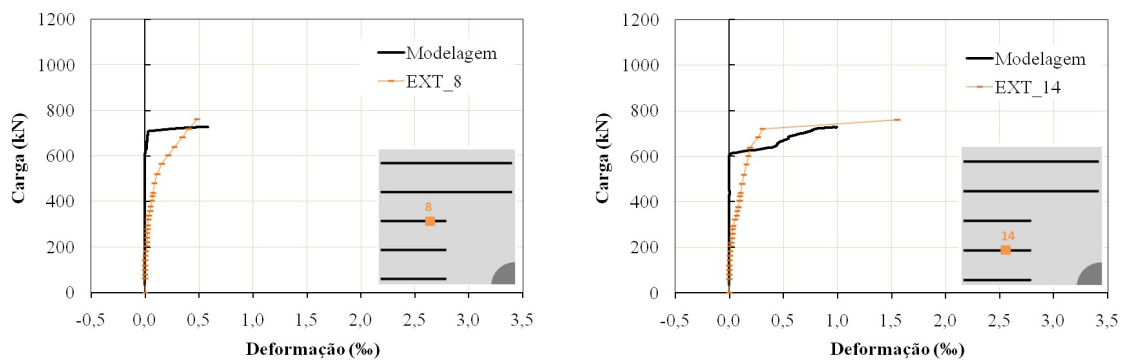 1200
1000
800
600
400
200
0
Carga (kN)
Modelagem
EXT_8
8
-0,5 0,0 0,5 1,0 1,5 2,0 2,5 3,0 3,5
Deformação (‰)
1200
1000
800
600
400
200
0
Carga (kN)
Modelagem
EXT_14
14
-0,5 0,0 0,5 1,0 1,5 2,0 2,5 3,0 3,5
Deformação (‰)